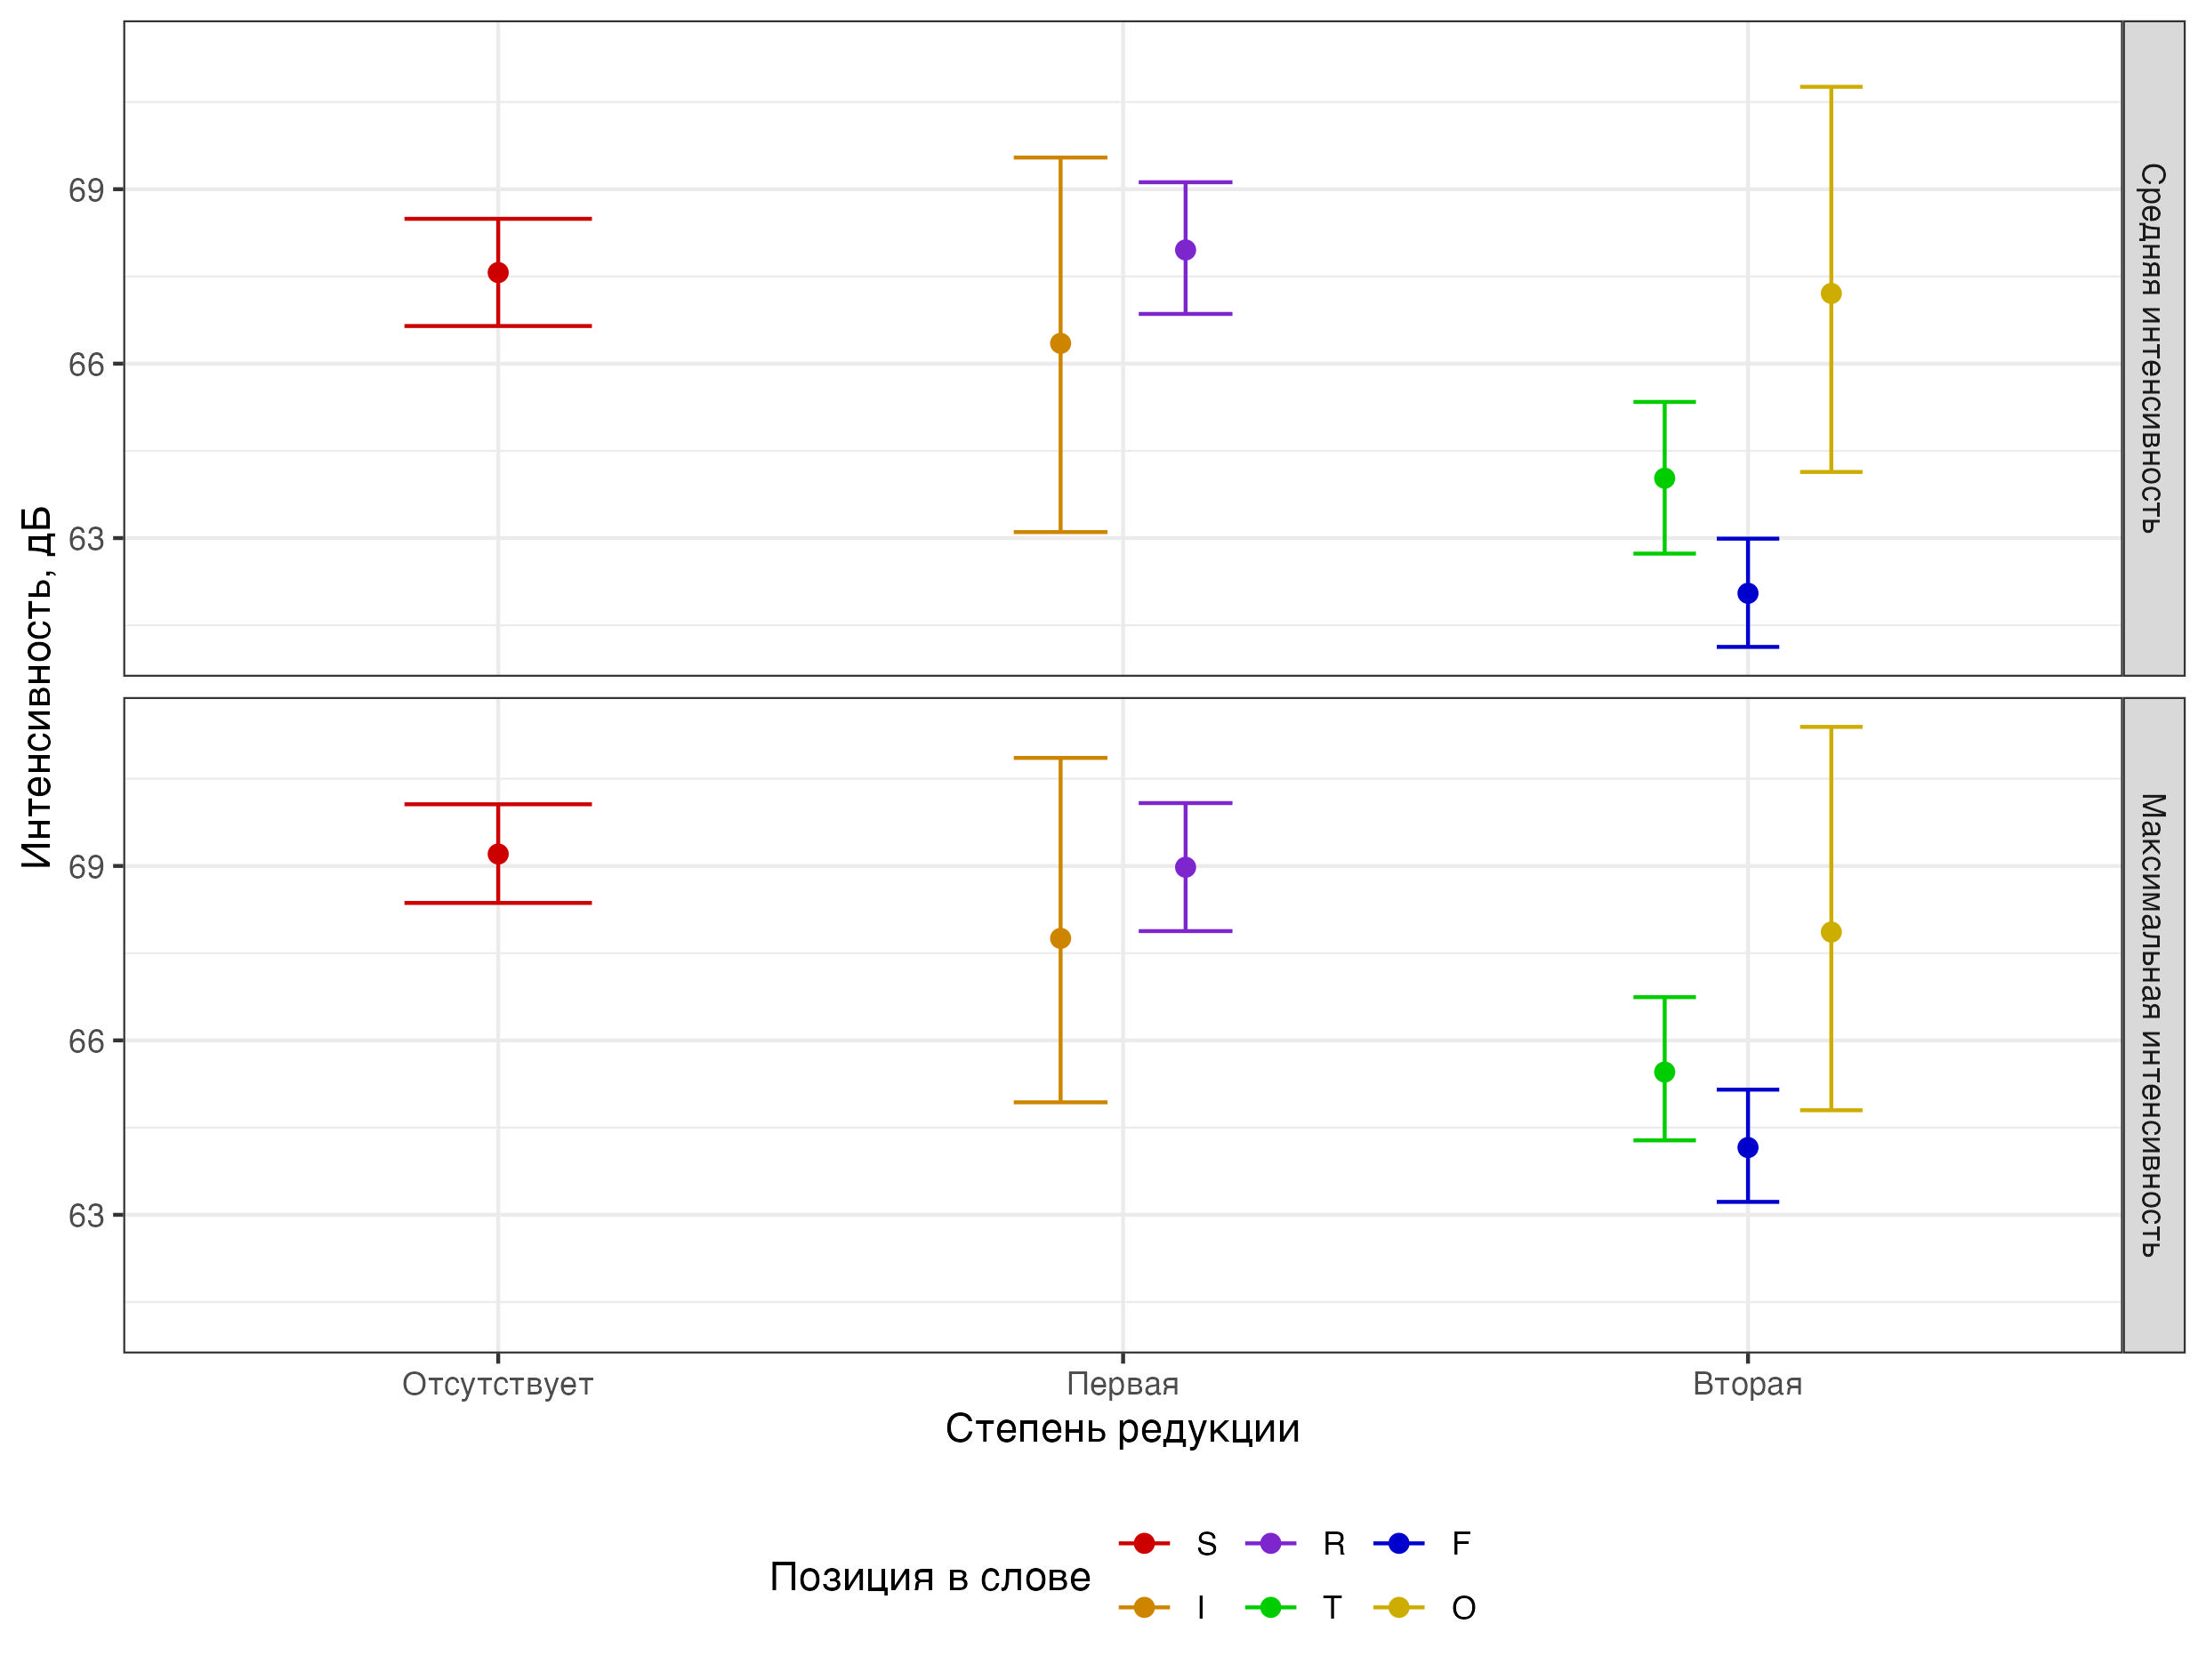 Интенсивность, дБ
69
66
63
Средняя интенсивность
69
66
63
Максимальная интенсивность
Отсутствует Первая Вторая
Степень редукции
Позиция в слове
S R F
I T O